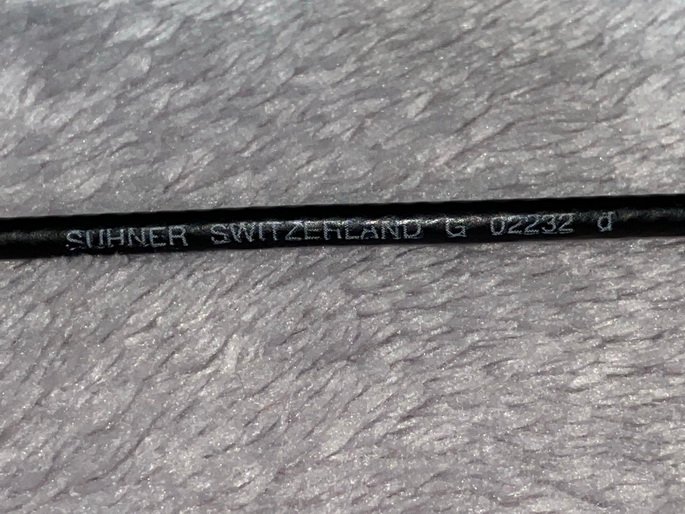 SUHNER SWITZERLAND G 02232 d